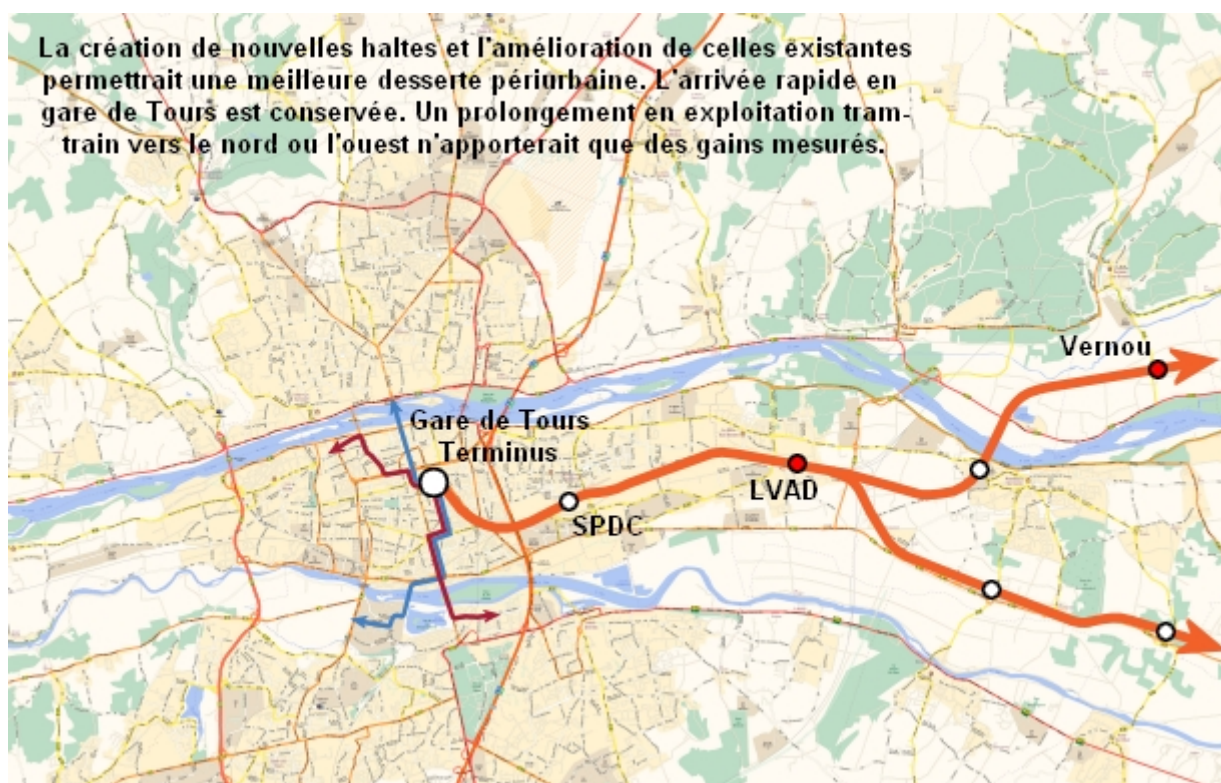 La création de nouvelles haltes et l'amélioration de celles existantes
permettrait une meilleure desserte périurbaine. L'arrivée rapide en
gare de Tours est conservée. Un prolongement en exploitation tram-
train vers le nord ou l'ouest n'apporterait que des gains mesurés.
Vernou
Gare de Tours
Terminus
LVAD
SPDC